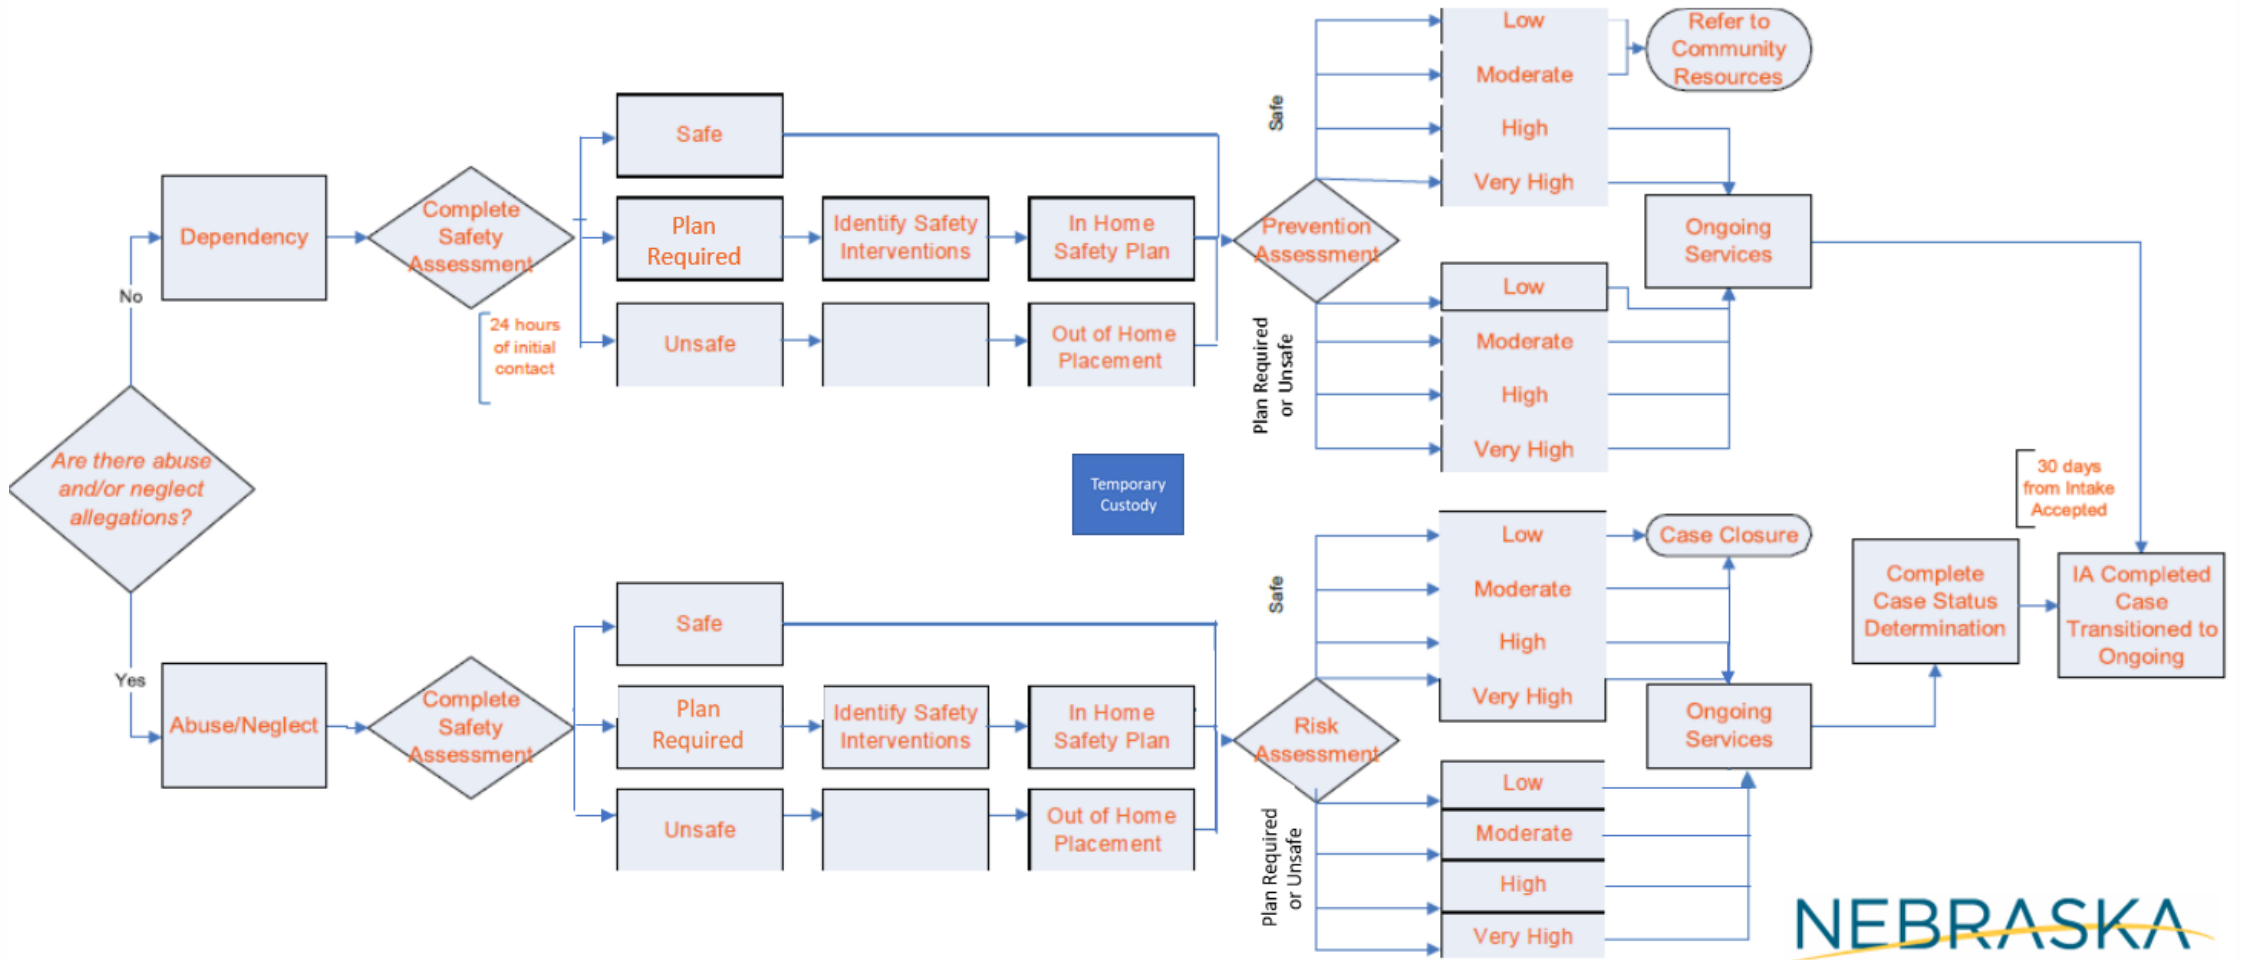 Are there abuse
and/or neglect
allegations?
No
Yes
Dependency
Complete
Safety
Assessment
24 hours
of initial
contact
Safe
Plan
Required
Identify Safety
Interventions
In Home
Safety Plan
Unsafe
Out of Home
Placement
Prevention
Assessment
Safe
Low
Moderate
High
Very High
Refer to
Community
Resources
Plan Required
or Unsafe
Low
Moderate
High
Very High
Ongoing
Services
Temporary
Custody
Abuse/Neglect
Complete
Safety
Assessment
Safe
Plan
Required
Identify Safety
Interventions
In Home
Safety Plan
Unsafe
Out of Home
Placement
Risk
Assessment
Safe
Low
Moderate
High
Very High
Case Closure
Plan Required
or Unsafe
Low
Moderate
High
Very High
Ongoing
Services
Complete
Case Status
Determination
30 days
from Intake
Accepted
IA Completed
Case
Transitioned to
Ongoing
NEBRASKA